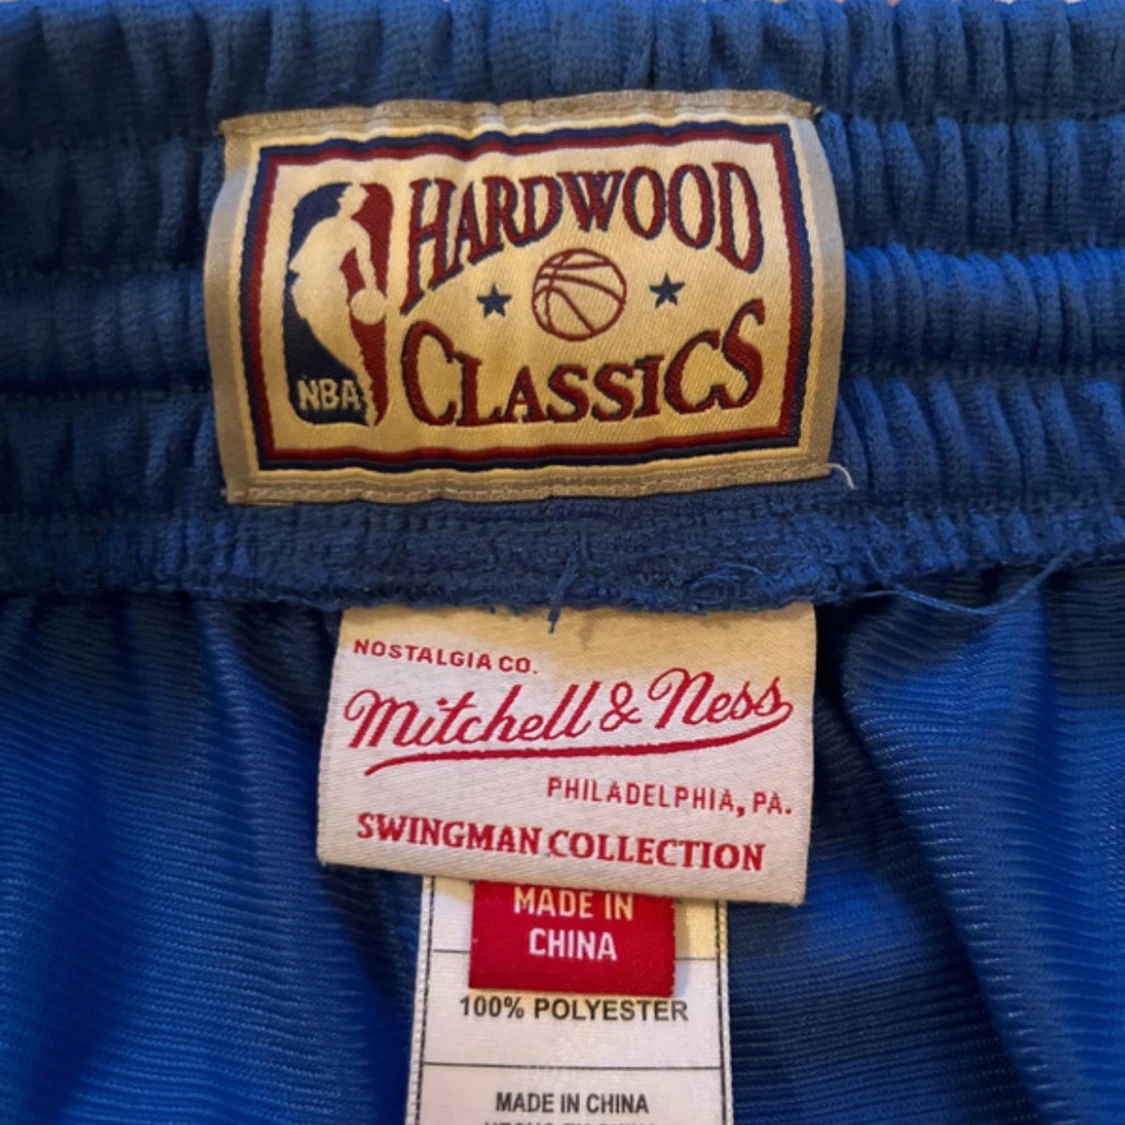 HARDWOOD
CLASSICS
NBA
NOSTALGIA CO.
Mitchell & Ness
PHILADELPHIA, PA.
SWINGMAN COLLECTION
MADE IN
CHINA
100% POLYESTER
MADE IN CHINA